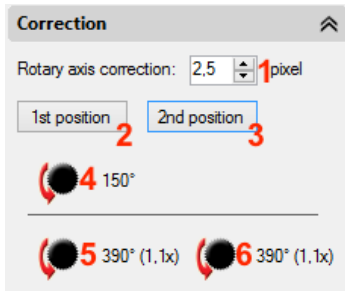 Correction
Rotary axis correction: 2,5 1 pixel
1st position 2nd position
2 3
4 150°
5 390° (1,1x) 6 390° (1,1x)